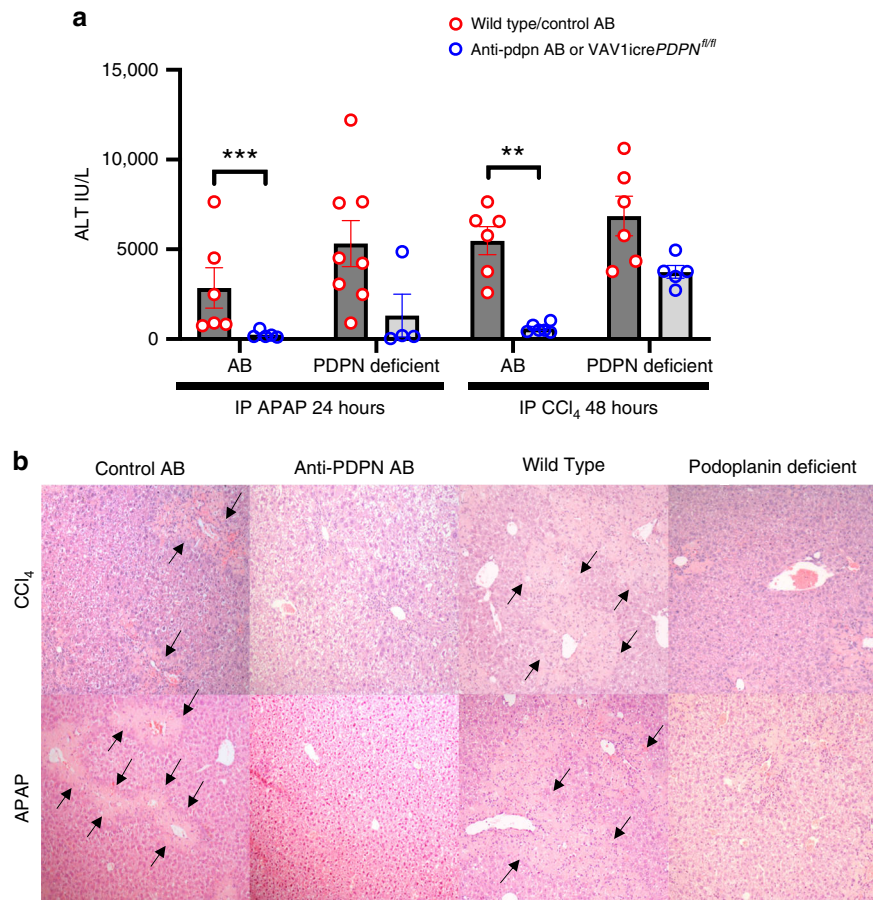 a
Wild type/control AB
Anti-pdpn AB or VAV1icrePDPN^fl/fl
15,000
10,000
5000
0
ALT IU/L
***
**
AB
PDPN deficient
AB
PDPN deficient
IP APAP 24 hours
IP CCl₄ 48 hours
b
Control AB
Anti-PDPN AB
Wild Type
Podoplanin deficient
CCl₄
APAP